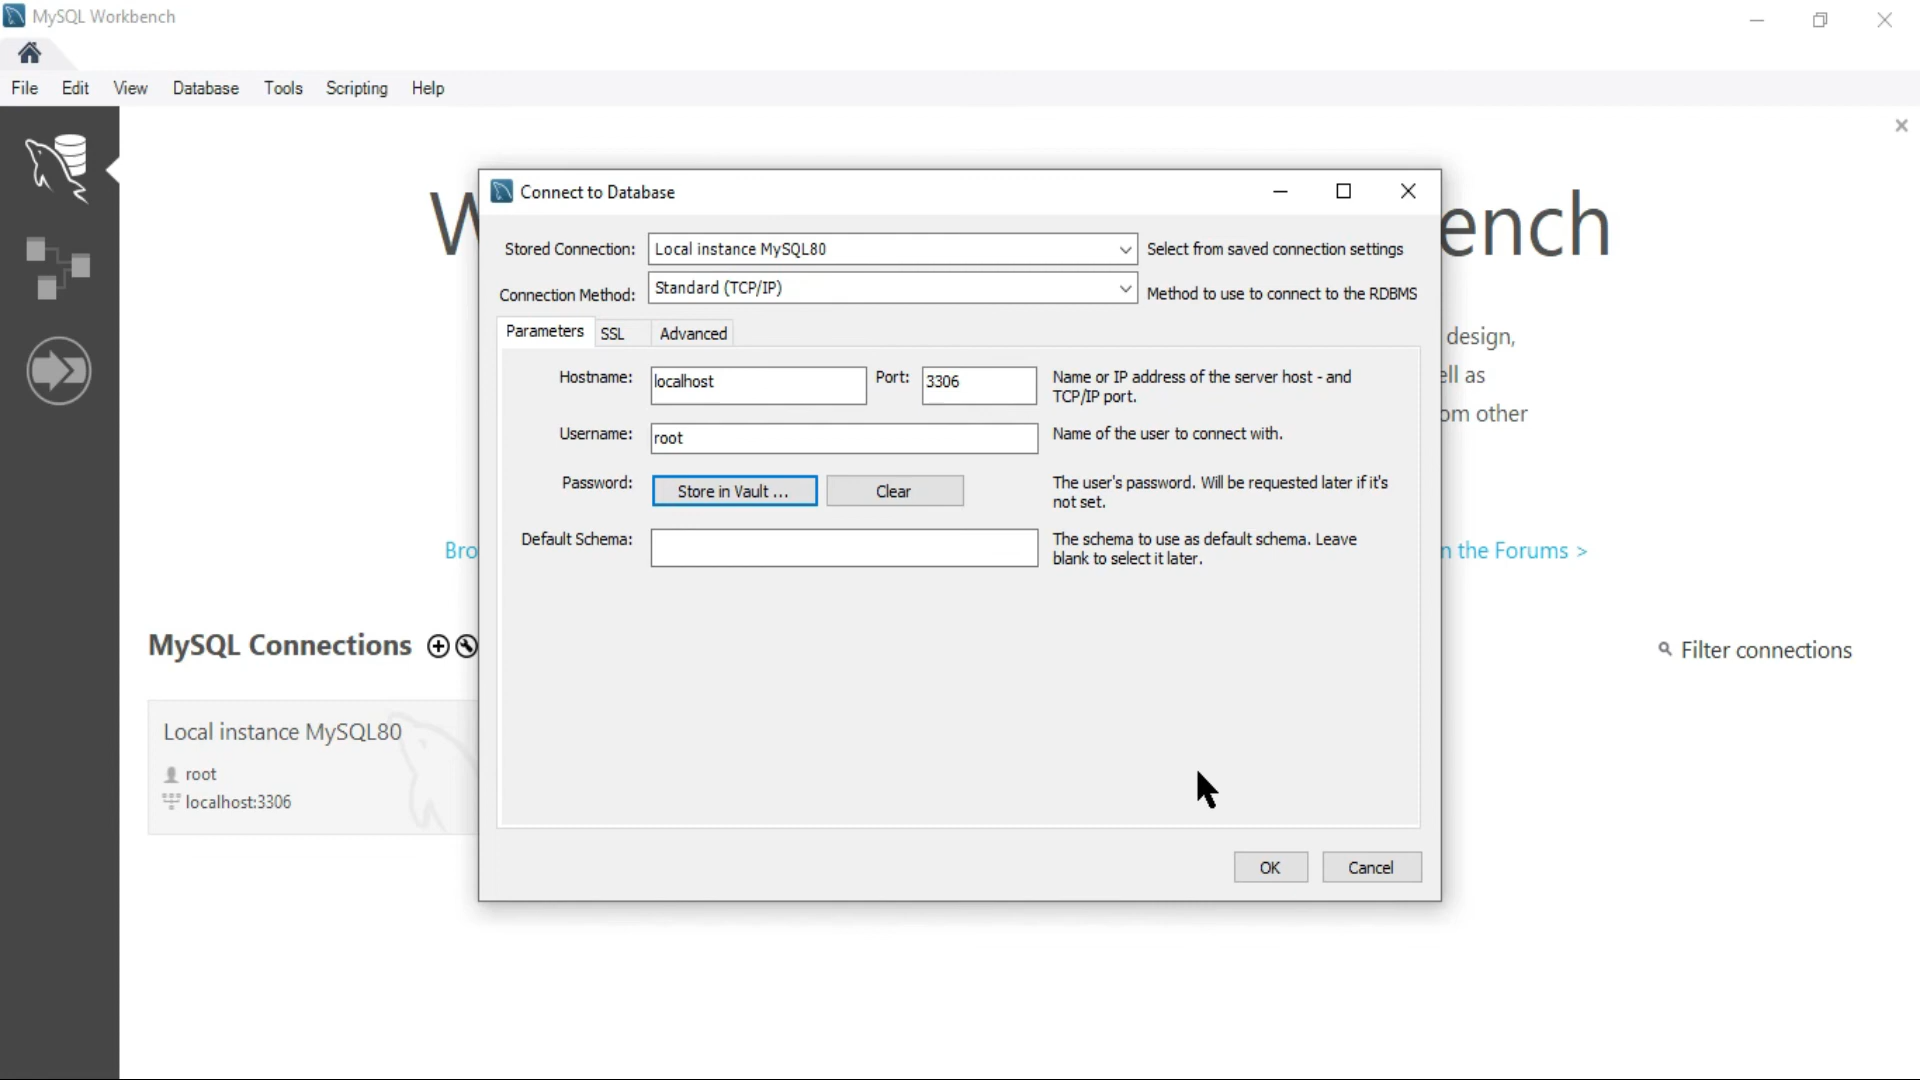 MySQL Workbench
File Edit View Database Tools Scripting Help
W ench
Connect to Database
Stored Connection: Local instance MySQL80 Select from saved connection settings
Connection Method: Standard (TCP/IP) Method to use to connect to the RDBMS
Parameters SSL Advanced
design,
Hostname: localhost Port: 3306 Name or IP address of the server host - and
TCP/IP port.
ell as
om other
Username: root Name of the user to connect with.
Password: Store in Vault ... Clear The user's password. Will be requested later if it's
not set.
Default Schema: The schema to use as default schema. Leave
blank to select it later.
Bro n the Forums >
MySQL Connections
Filter connections
Local instance MySQL80
root
localhost:3306
OK Cancel